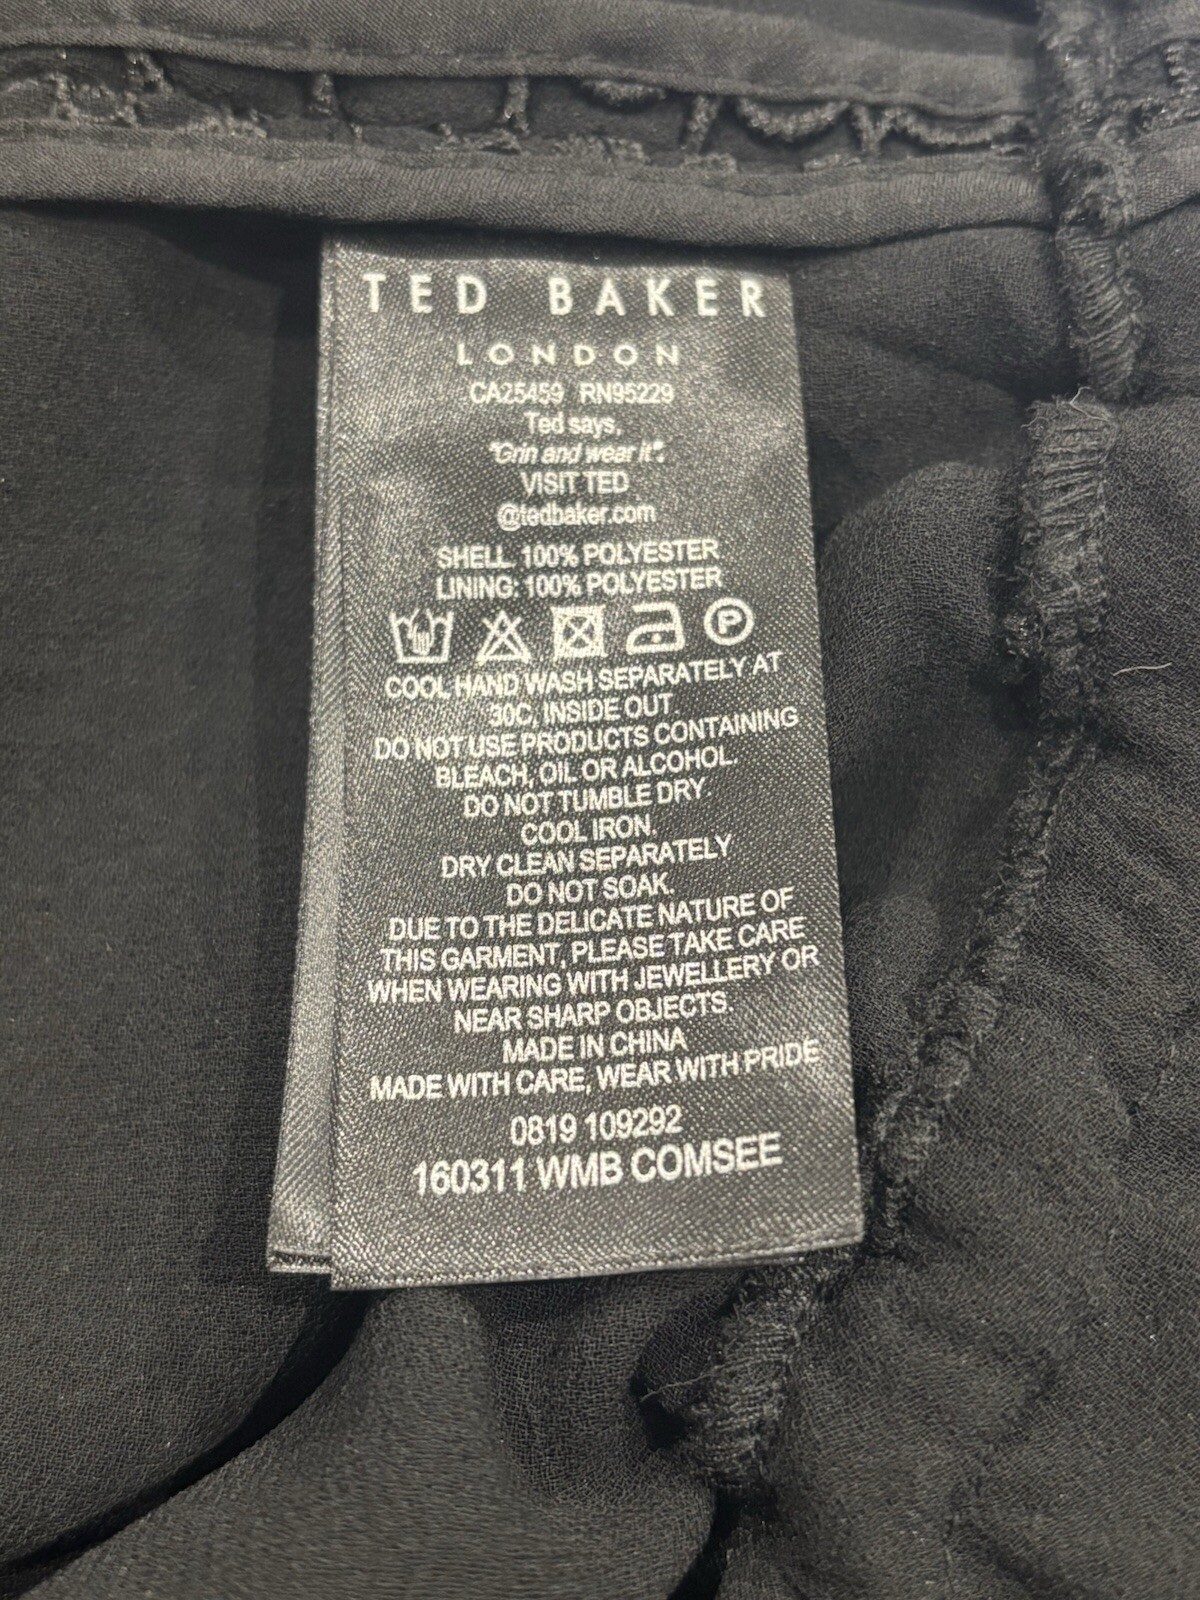 TED BAKER
LONDON
CA25459 RN95229
Ted says,
"Grin and wear it".
VISIT TED
@tedbaker.com
SHELL 100% POLYESTER
LINING: 100% POLYESTER
P
COOL HAND WASH SEPARATELY AT
30C, INSIDE OUT.
DO NOT USE PRODUCTS CONTAINING
BLEACH, OIL OR ALCOHOL.
DO NOT TUMBLE DRY
COOL IRON.
DRY CLEAN SEPARATELY
DO NOT SOAK.
DUE TO THE DELICATE NATURE OF
THIS GARMENT, PLEASE TAKE CARE
WHEN WEARING WITH JEWELLERY OR
NEAR SHARP OBJECTS.
MADE IN CHINA
MADE WITH CARE, WEAR WITH PRIDE
0819 109292
160311 WMB COMSEE